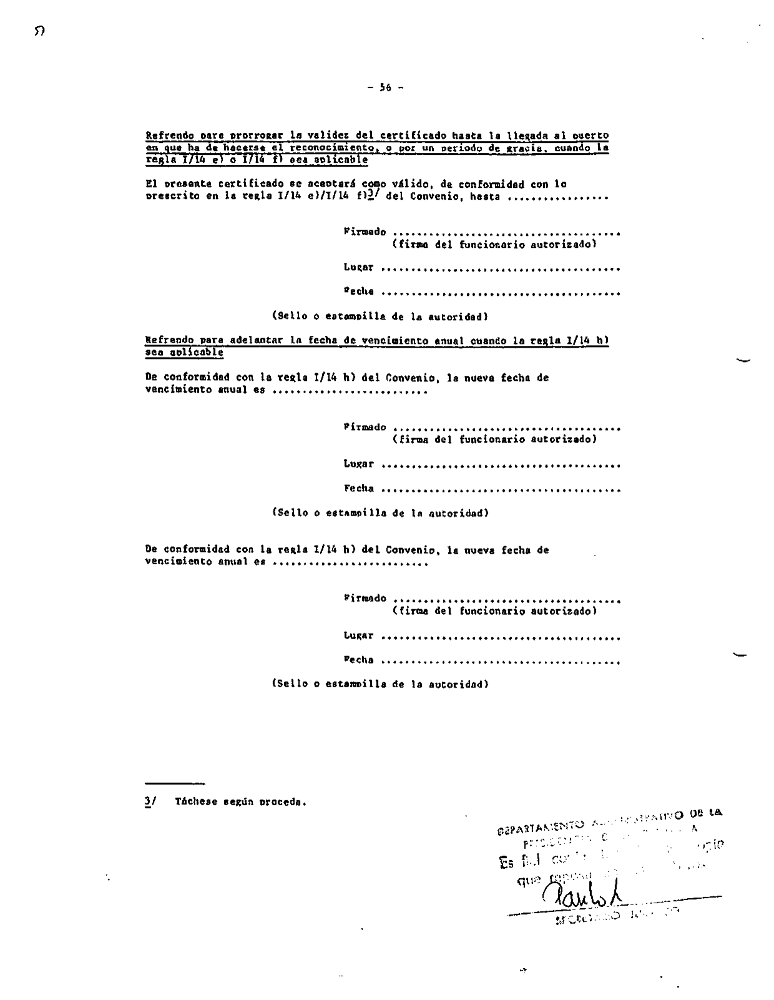 57
- 56 -
Refrendo para prorrogar la validez del certificado hasta la llegada al puerto
en que ha de hacerse el reconocimiento, o por un periodo de gracia, cuando la
regla I/14 e) o I/14 f) sea aplicable
El presente certificado se aceptará como válido, de conformidad con lo
prescrito en la regla I/14 e)/I/14 f)3/ del Convenio, hasta .................
Firmado ......................................
(firma del funcionario autorizado)
Lugar ........................................
Fecha ........................................
(Sello o estampilla de la autoridad)
Refrendo para adelantar la fecha de vencimiento anual cuando la regla I/14 h)
sea aplicable
De conformidad con la regla I/14 h) del Convenio, la nueva fecha de
vencimiento anual es ..........................
Firmado ......................................
(firma del funcionario autorizado)
Lugar ........................................
Fecha ........................................
(Sello o estampilla de la autoridad)
De conformidad con la regla I/14 h) del Convenio, la nueva fecha de
vencimiento anual es ..........................
Firmado ......................................
(firma del funcionario autorizado)
Lugar ........................................
Fecha ........................................
(Sello o estampilla de la autoridad)
3/ Táchese según proceda.
DEPARTAMENTO ADMINISTRATIVO DE LA
Es fiel
que reposa
SECRETARIO